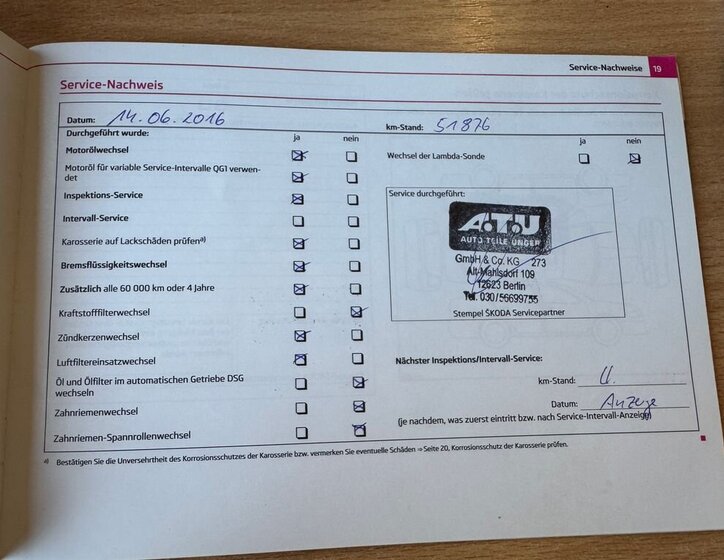 Service-Nachweise 19
Service-Nachweis
Datum: 14.06.2016
km-Stand: 51876
Durchgeführt wurde:
ja nein
Motorölwechsel
Motoröl für variable Service-Intervalle QG1 verwen-
det
Inspektions-Service
Intervall-Service
Karosserie auf Lackschäden prüfen a)
Bremsflüssigkeitswechsel
Zusätzlich alle 60 000 km oder 4 Jahre
Kraftstofffilterwechsel
Zündkerzenwechsel
Luftfiltereinsatzwechsel
Öl und Ölfilter im automatischen Getriebe DSG
wechseln
Zahnriemenwechsel
Zahnriemen-Spannrollenwechsel
ja nein
Wechsel der Lambda-Sonde
Service durchgeführt:
A.T.U
AUTO TEILE UNGER
GmbH & Co. KG 273
Alt-Mahlsdorf 109
12623 Berlin
Tel. 030/56699755
Stempel ŠKODA Servicepartner
Nächster Inspektions/Intervall-Service:
km-Stand:
Datum: Anzeige
(je nachdem, was zuerst eintritt bzw. nach Service-Intervall-Anzeige)
a) Bestätigen Sie die Unversehrtheit des Korrosionsschutzes der Karosserie bzw. vermerken Sie eventuelle Schäden ⇒ Seite 20, Korrosionsschutz der Karosserie prüfen.